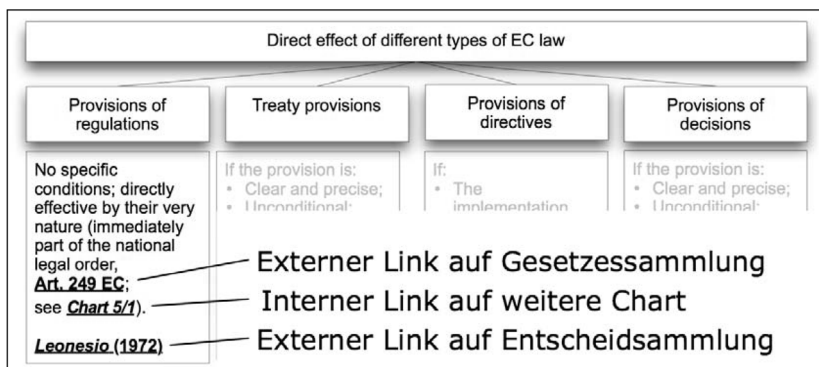 Direct effect of different types of EC law
Provisions of regulations
Treaty provisions
Provisions of directives
Provisions of decisions
No specific
conditions; directly
effective by their very
nature (immediately
part of the national
legal order,
Art. 249 EC;
see Chart 5/1).
Leonesio (1972)
If the provision is:
• Clear and precise;
• Unconditional;
If:
• The
implementation
If the provision is:
• Clear and precise;
• Unconditional;
Externer Link auf Gesetzessammlung
Interner Link auf weitere Chart
Externer Link auf Entscheidsammlung